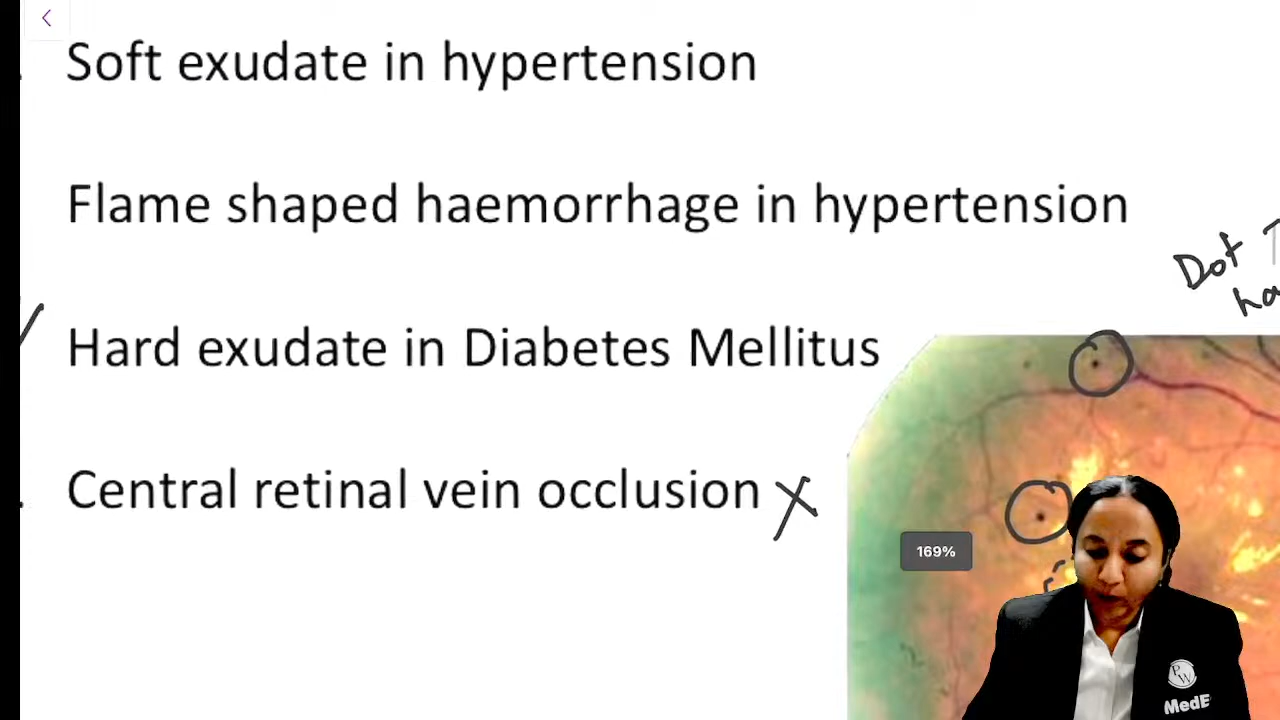 Soft exudate in hypertension
Flame shaped haemorrhage in hypertension
Dot
Hard exudate in Diabetes Mellitus
Central retinal vein occlusion X
169%
PW
MedE